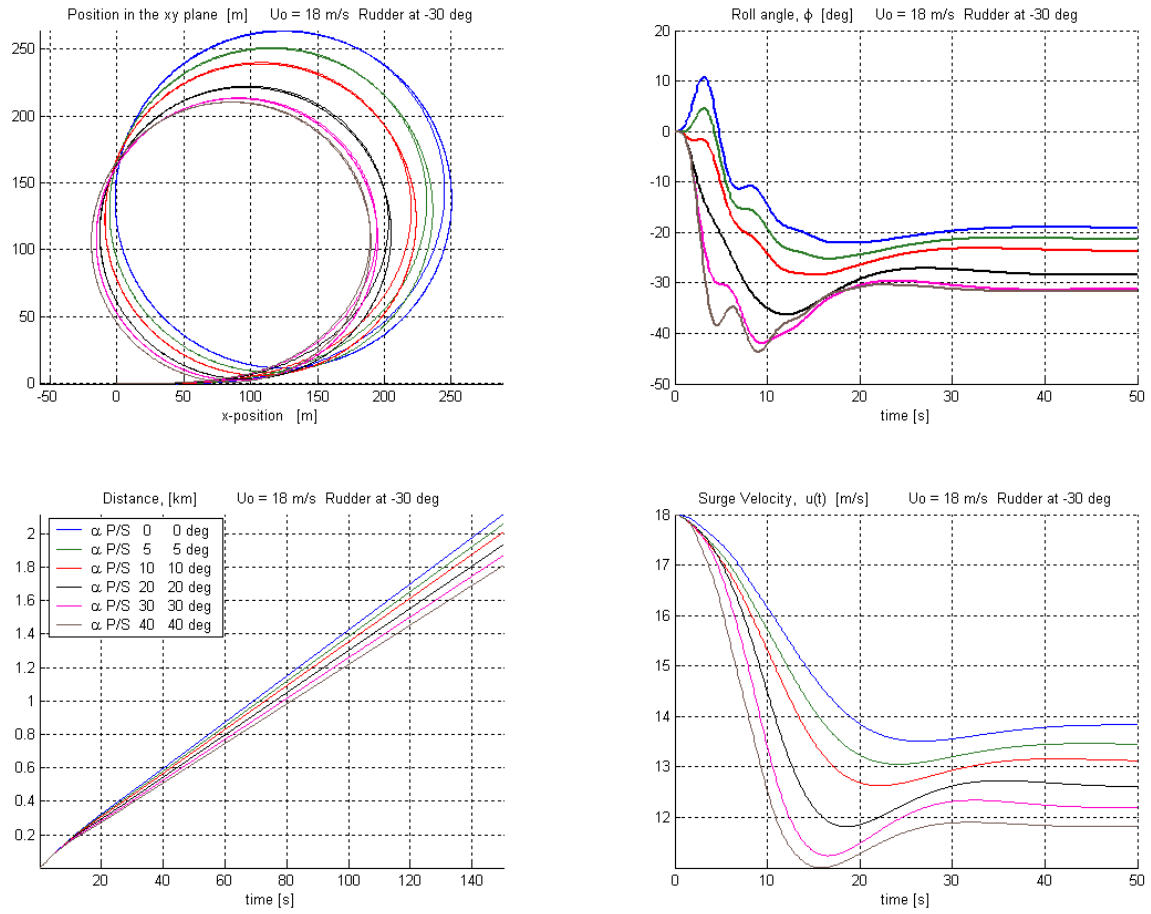 Position in the xy plane [m] Uo = 18 m/s Rudder at -30 deg
250
200
150
100
50
0
-50 0 50 100 150 200 250
x-position [m]
Roll angle, ϕ [deg] Uo = 18 m/s Rudder at -30 deg
20
10
0
-10
-20
-30
-40
-50
0 10 20 30 40 50
time [s]
Distance, [km] Uo = 18 m/s Rudder at -30 deg
α P/S 0 0 deg
α P/S 5 5 deg
α P/S 10 10 deg
α P/S 20 20 deg
α P/S 30 30 deg
α P/S 40 40 deg
2
1.8
1.6
1.4
1.2
1
0.8
0.6
0.4
0.2
20 40 60 80 100 120 140
time [s]
Surge Velocity, u(t) [m/s] Uo = 18 m/s Rudder at -30 deg
18
17
16
15
14
13
12
0 10 20 30 40 50
time [s]